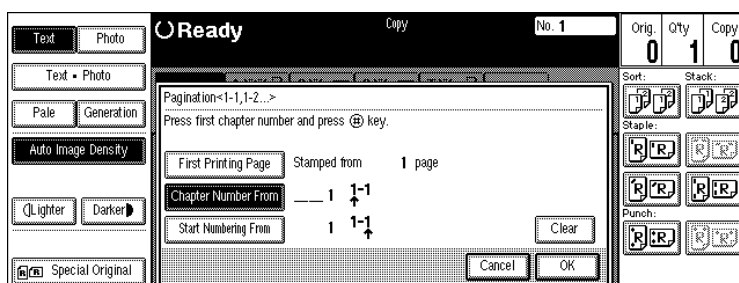 Text Photo
Text • Photo
Pale Generation
Auto Image Density
Lighter Darker
Special Original
Ready
Copy
No. 1
Orig. Q'ty Copy
0 1 0
Pagination<1-1,1-2...>
Press first chapter number and press # key.
First Printing Page Stamped from 1 page
Chapter Number From __ __ 1 1-1
Start Numbering From 1 1-1
Clear
Cancel OK
Sort: Stack:
Staple:
Punch: